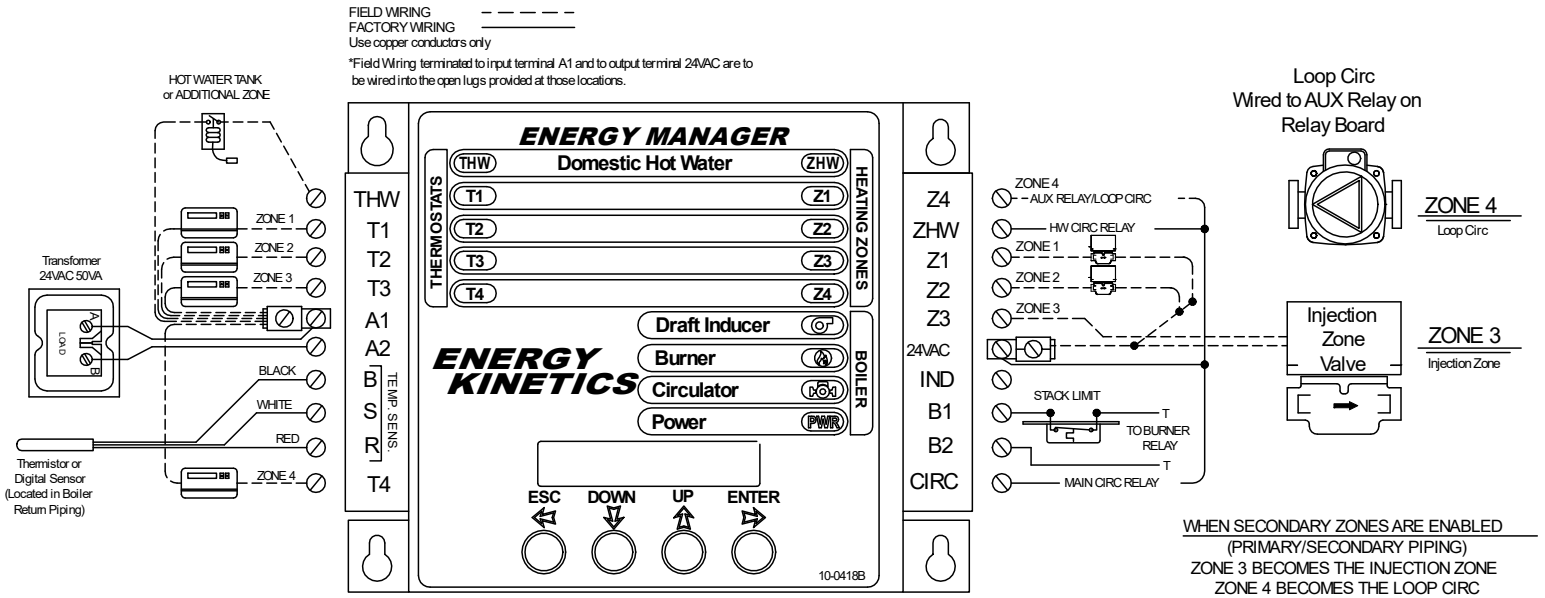 FIELD WIRING
FACTORY WIRING
Use copper conductors only
*Field Wiring terminated to input terminal A1 and to output terminal 24VAC are to
be wired into the open lugs provided at those locations.
HOT WATER TANK
or ADDITIONAL ZONE
ZONE 1
ZONE 2
ZONE 3
Transformer
24VAC 50VA
A
LOAD
B
BLACK
WHITE
RED
Thermistor or
Digital Sensor
(Located in Boiler
Return Piping)
ZONE 4
THW
T1
T2
T3
A1
A2
B
S
R
TEMP. SENS.
T4
ENERGY MANAGER
THERMOSTATS
HEATING ZONES
THW Domestic Hot Water ZHW
T1 Z1
T2 Z2
T3 Z3
T4 Z4
BOILER
Draft Inducer
Burner
Circulator
Power PWR
ENERGY
KINETICS
ESC DOWN UP ENTER
10-0418B
Z4
ZHW
Z1
Z2
Z3
24VAC
IND
B1
B2
CIRC
ZONE 4
AUX RELAY/LOOP CIRC
HW CIRC RELAY
ZONE 1
ZONE 2
ZONE 3
STACK LIMIT
T
TO BURNER
RELAY
T
MAIN CIRC RELAY
Loop Circ
Wired to AUX Relay on
Relay Board
ZONE 4
Loop Circ
Injection
Zone
Valve
ZONE 3
Injection Zone
WHEN SECONDARY ZONES ARE ENABLED
(PRIMARY/SECONDARY PIPING)
ZONE 3 BECOMES THE INJECTION ZONE
ZONE 4 BECOMES THE LOOP CIRC